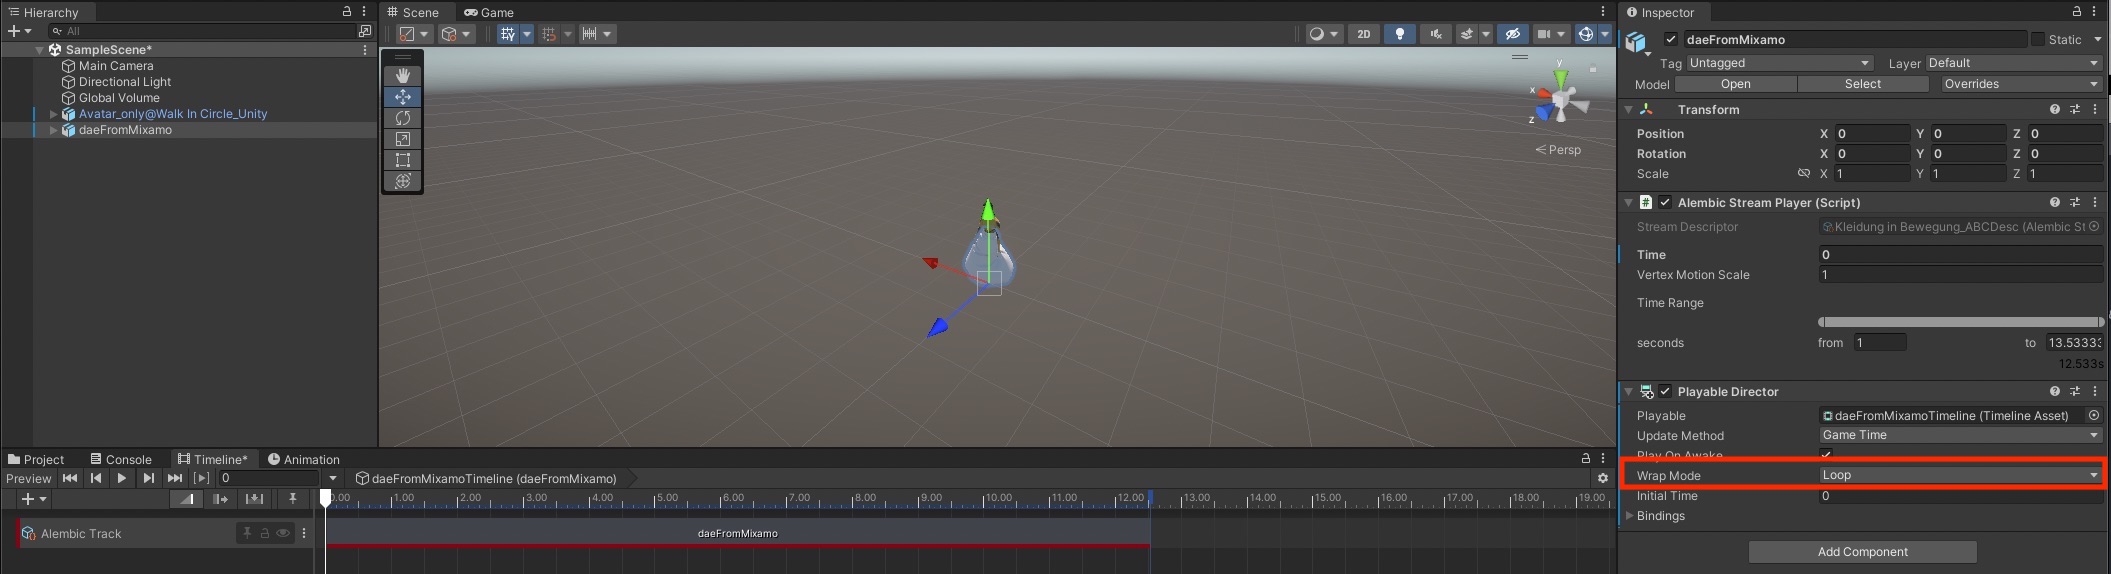 Hierarchy
All
SampleScene*
Main Camera
Directional Light
Global Volume
Avatar_only@Walk In Circle_Unity
daeFromMixamo
Scene
Game
2D
y
x
z
Persp
Inspector
daeFromMixamo
Static
Tag Untagged Layer Default
Model Open Select Overrides
Transform
Position X 0 Y 0 Z 0
Rotation X 0 Y 0 Z 0
Scale X 1 Y 1 Z 1
# Alembic Stream Player (Script)
Stream Descriptor Kleidung in Bewegung_ABCDesc (Alembic St
Time 0
Vertex Motion Scale 1
Time Range
seconds from 1 to 13.53333
12.533s
Playable Director
Playable daeFromMixamoTimeline (Timeline Asset)
Update Method Game Time
Play On Awake
Wrap Mode Loop
Initial Time 0
Bindings
Add Component
Project
Console
Timeline*
Animation
Preview 0 daeFromMixamoTimeline (daeFromMixamo)
0.00 1.00 2.00 3.00 4.00 5.00 6.00 7.00 8.00 9.00 10.00 11.00 12.00 13.00 14.00 15.00 16.00 17.00 18.00 19.00
Alembic Track
daeFromMixamo